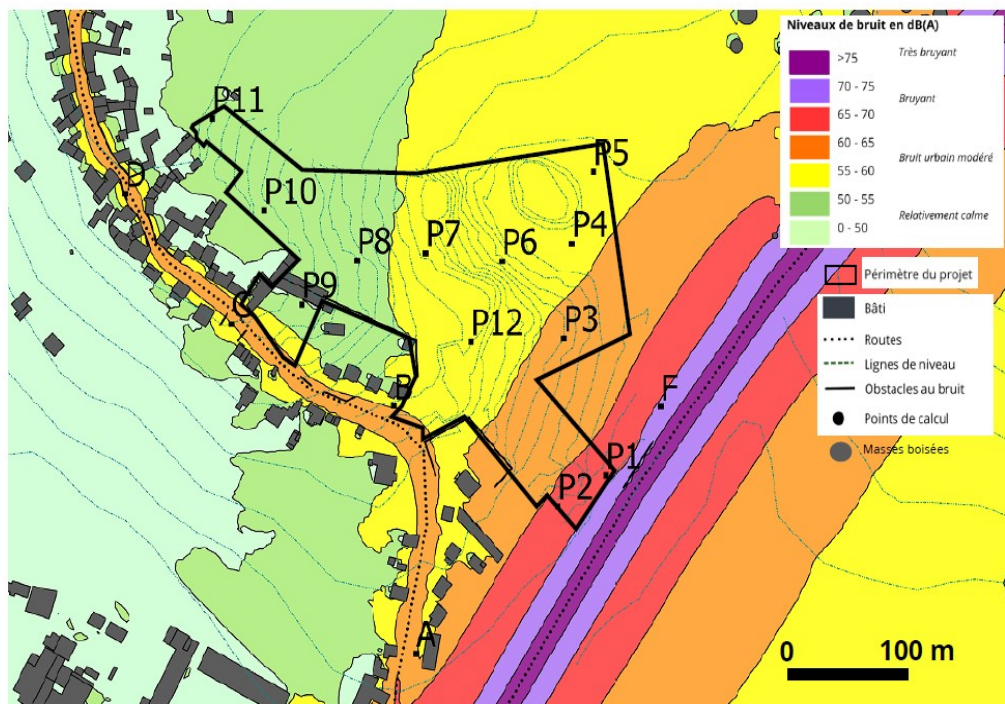 Niveaux de bruit en dB(A)
>75 Très bruyant
70 - 75
65 - 70 Bruyant
60 - 65
55 - 60 Bruit urbain modéré
50 - 55
0 - 50 Relativement calme
Périmètre du projet
Bâti
Routes
Lignes de niveau
Obstacles au bruit
Points de calcul
Masses boisées
P11
P5
D
P10
P4
P7
P6
P8
P9
C
P12
P3
B
F
P1
P2
A
0 100 m